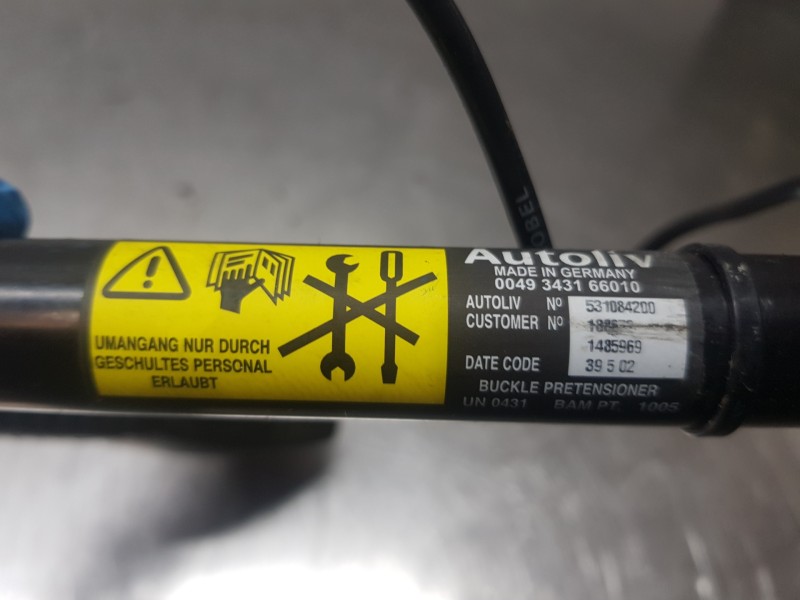 UMANGANG NUR DURCH
GESCHULTES PERSONAL
ERLAUBT
Autoliv
MADE IN GERMANY
0049 3431 66010
AUTOLIV Nº 531084200
CUSTOMER Nº
1485969
DATE CODE 39 5 02
BUCKLE PRETENSIONER
UN 0431 BAM PT 1005